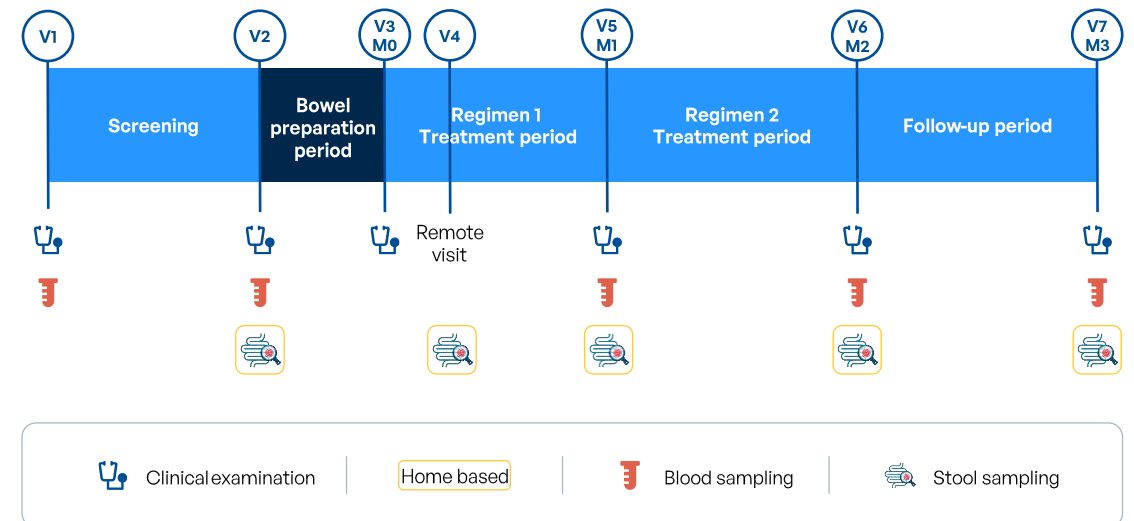 V1
V2
V3
M0
V4
V5
M1
V6
M2
V7
M3
Screening
Bowel
preparation
period
Regimen 1
Treatment period
Regimen 2
Treatment period
Follow-up period
Remote
visit
Clinical examination
Home based
Blood sampling
Stool sampling